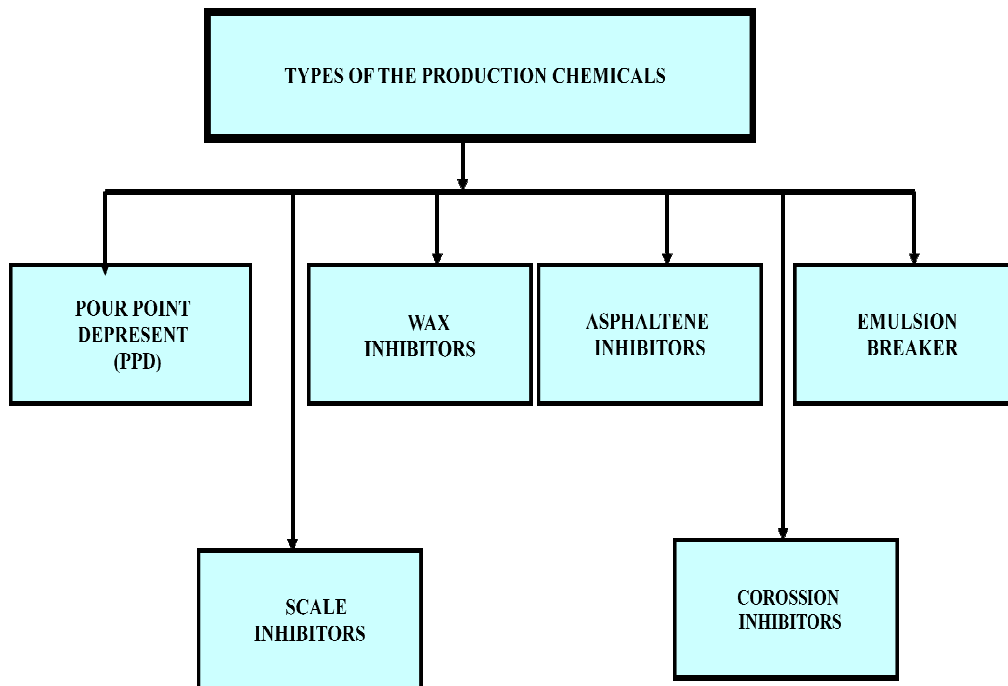 TYPES OF THE PRODUCTION CHEMICALS
POUR POINT
DEPRESENT
(PPD)
WAX
INHIBITORS
ASPHALTENE
INHIBITORS
EMULSION
BREAKER
SCALE
INHIBITORS
COROSSION
INHIBITORS